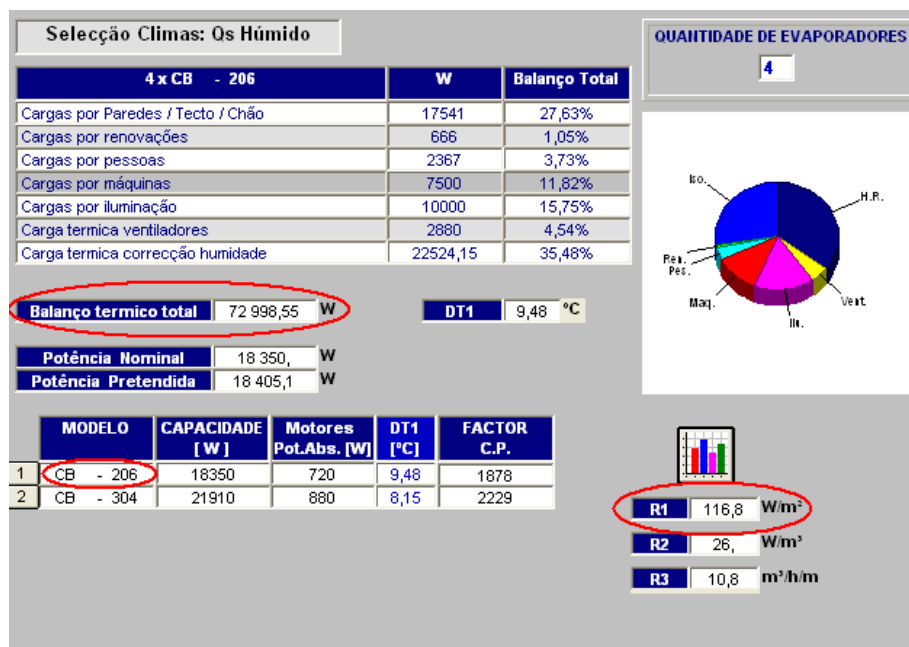 Selecção Climas: Qs Húmido
QUANTIDADE DE EVAPORADORES
4
4 x CB - 206 W Balanço Total
Cargas por Paredes / Tecto / Chão 17541 27,63%
Cargas por renovações 666 1,05%
Cargas por pessoas 2367 3,73%
Cargas por máquinas 7500 11,82%
Cargas por iluminação 10000 15,75%
Carga termica ventiladores 2880 4,54%
Carga termica correcção humidade 22524,15 35,48%
Iso.
H.R.
Ren.
Pes.
Maq.
Ilu.
Vent
Balanço termico total 72 998,55 W
DT1 9,48 ºC
Potência Nominal 18 350, W
Potência Pretendida 18 405,1 W
MODELO CAPACIDADE [ W ] Motores Pot.Abs. [W] DT1 [ºC] FACTOR C.P.
1 CB - 206 18350 720 9,48 1878
2 CB - 304 21910 880 8,15 2229
R1 116,8 W/m²
R2 26, W/m³
R3 10,8 m³/h/m